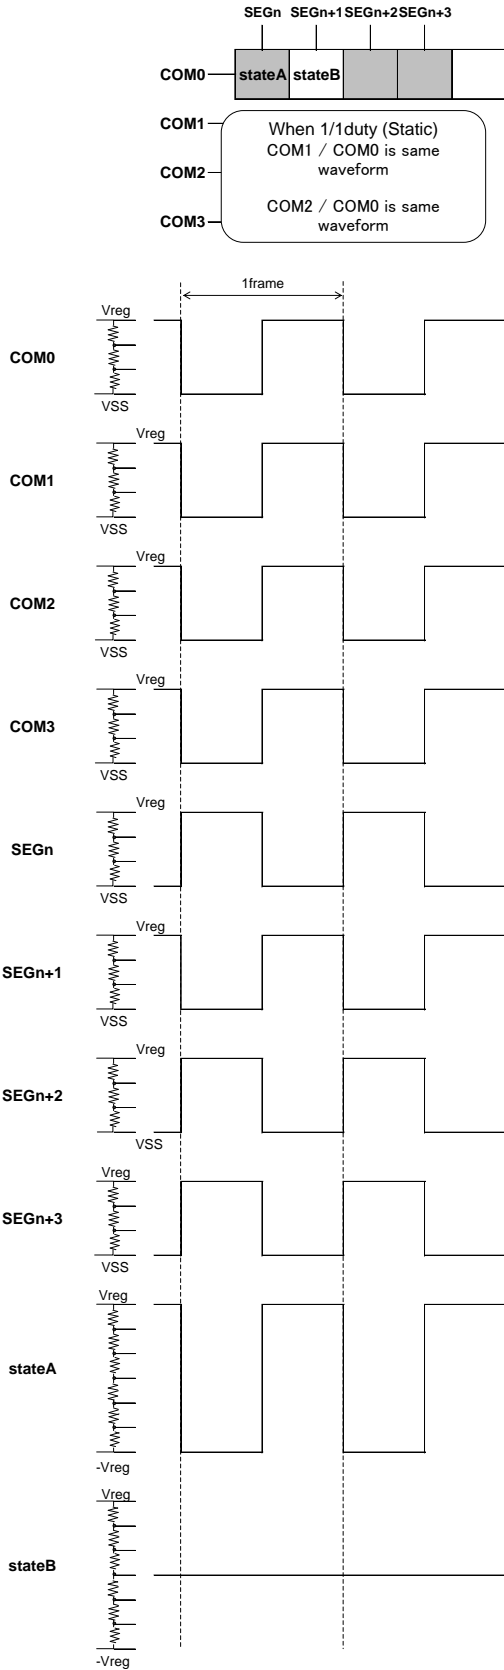 SEGn SEGn+1 SEGn+2 SEGn+3
COM0 stateA stateB
COM1
COM2
COM3
When 1/1duty (Static)
COM1 / COM0 is same
waveform
COM2 / COM0 is same
waveform
1frame
Vreg
COM0
VSS
Vreg
COM1
VSS
Vreg
COM2
VSS
Vreg
COM3
VSS
Vreg
SEGn
VSS
Vreg
SEGn+1
VSS
Vreg
SEGn+2
VSS
Vreg
SEGn+3
VSS
Vreg
stateA
-Vreg
Vreg
stateB
-Vreg